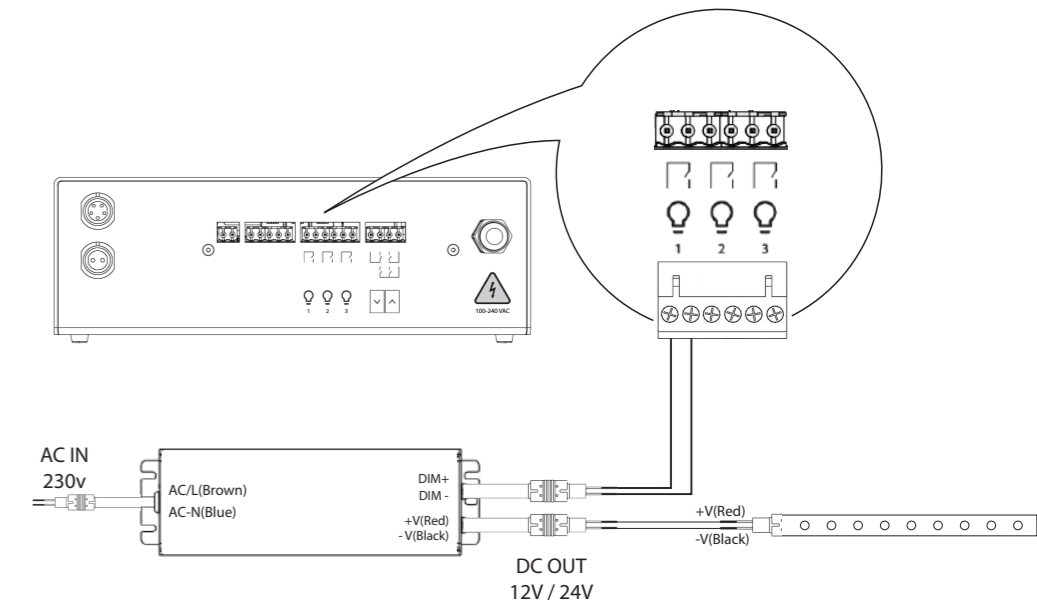 1 2 3
1 2 3
100-240 VAC
AC IN
230v
AC/L(Brown)
AC-N(Blue)
DIM+
DIM -
+V(Red)
- V(Black)
+V(Red)
-V(Black)
DC OUT
12V / 24V